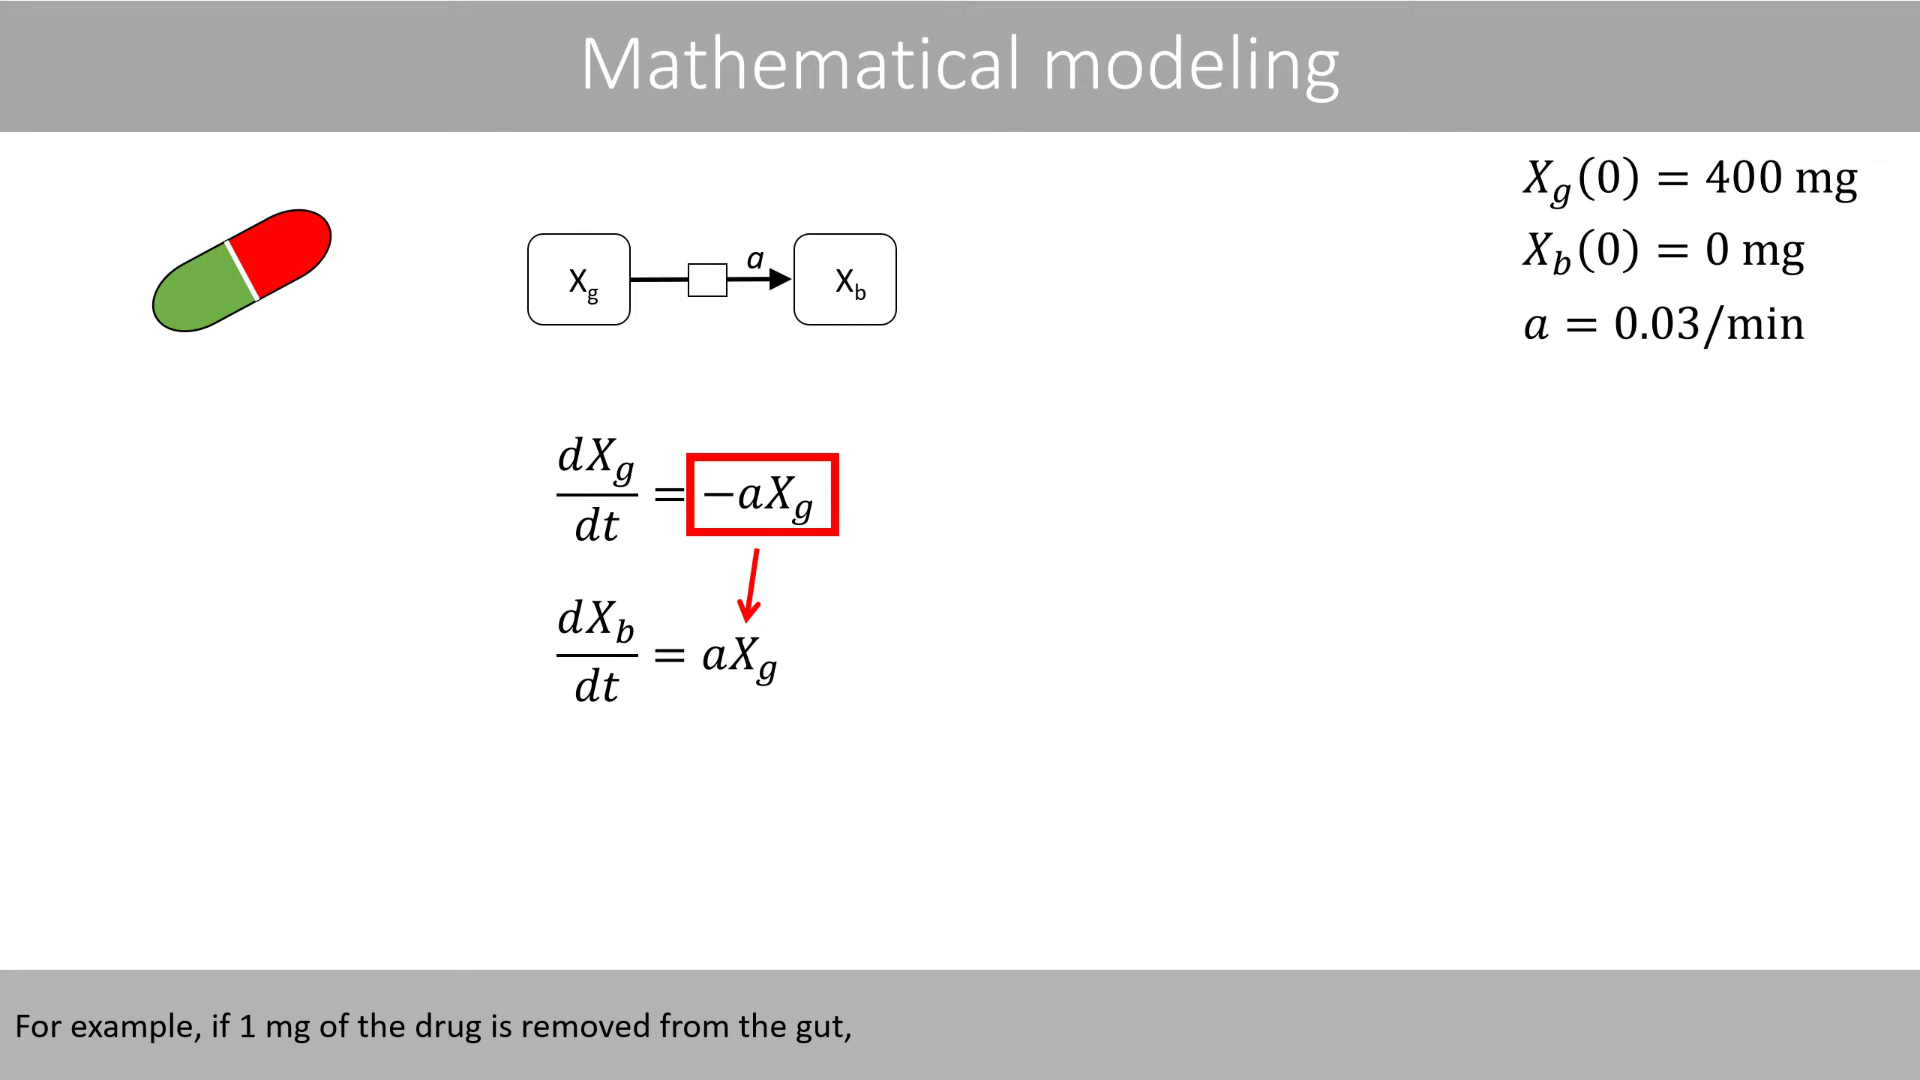 Mathematical modeling
X_g(0) = 400 mg
X_b(0) = 0 mg
a = 0.03/min
X_g a X_b
dX_g/dt = −aX_g
dX_b/dt = aX_g
For example, if 1 mg of the drug is removed from the gut,